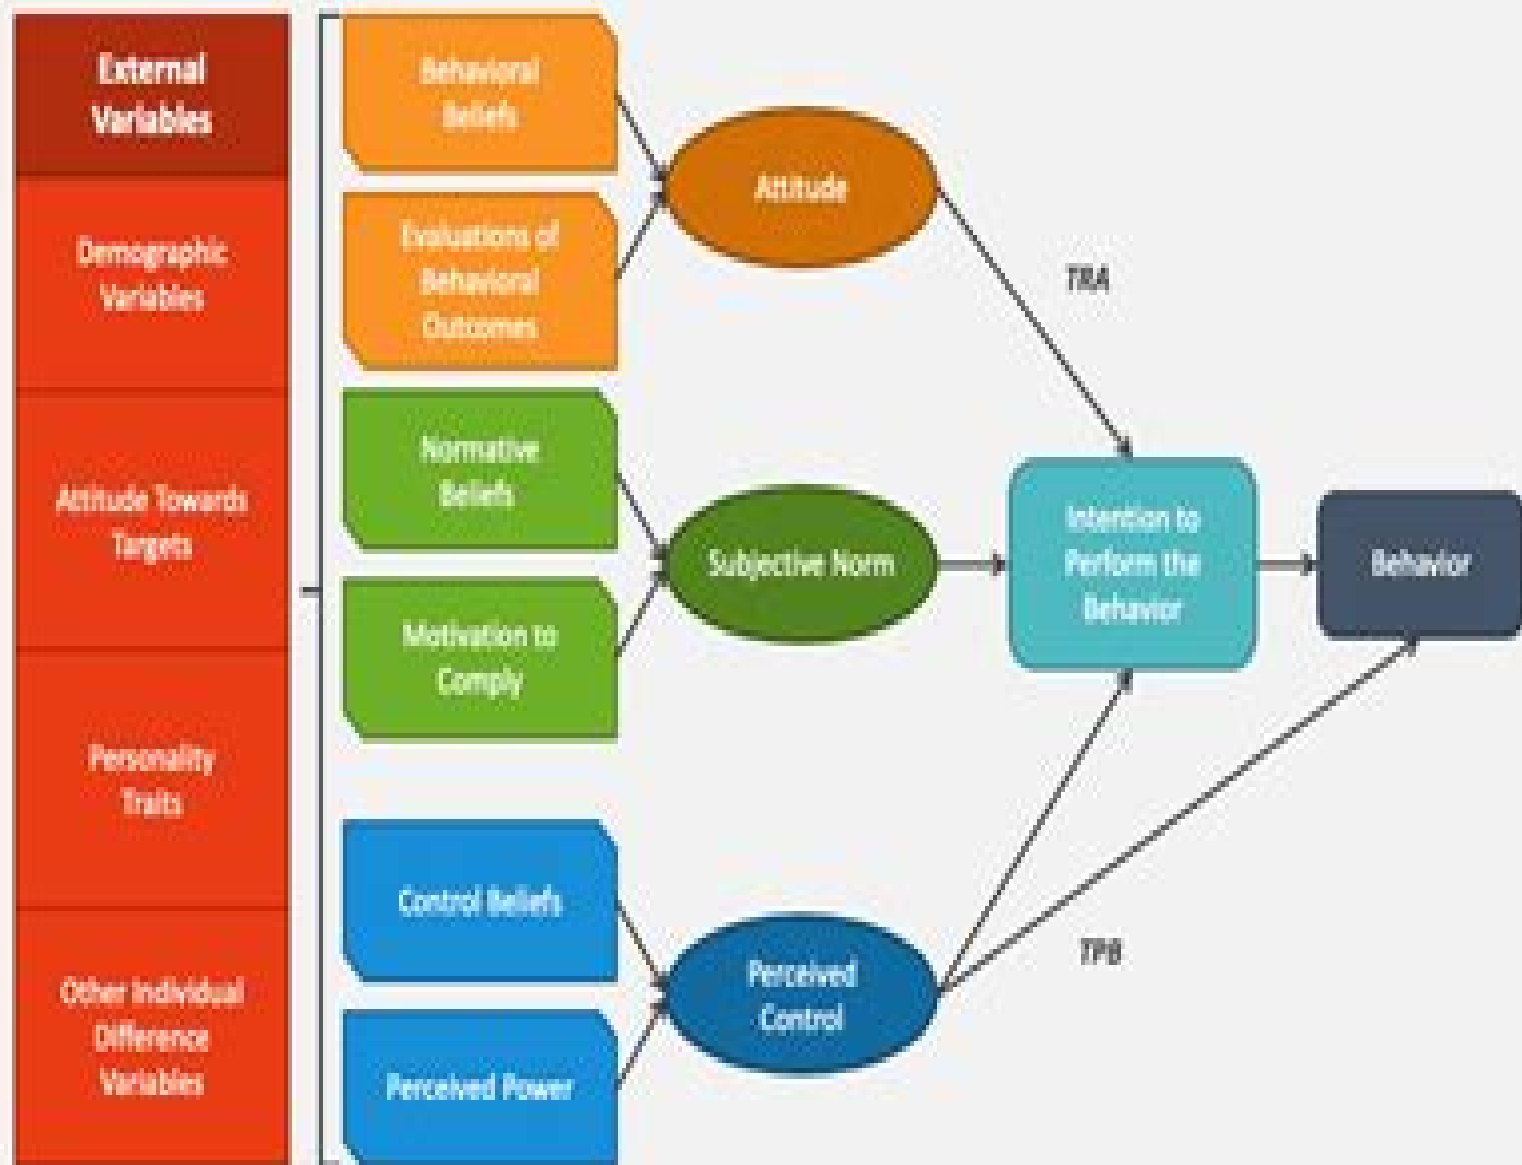 External
Variables
Demographic
Variables
Attitude Towards
Targets
Personality
Traits
Other Individual
Difference
Variables
Behavioral
Beliefs
Evaluations of
Behavioral
Outcomes
Normative
Beliefs
Motivation to
Comply
Control Beliefs
Perceived Power
Attitude
Subjective Norm
Perceived
Control
TRA
Intention to
Perform the
Behavior
Behavior
TPB